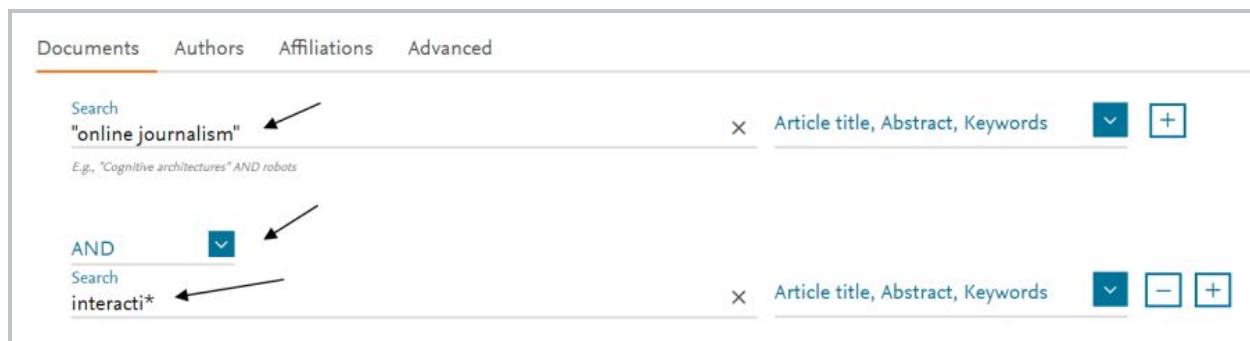 Documents Authors Affiliations Advanced
Search
"online journalism" Article title, Abstract, Keywords
E.g., "Cognitive architectures" AND robots
AND
Search
interacti* Article title, Abstract, Keywords